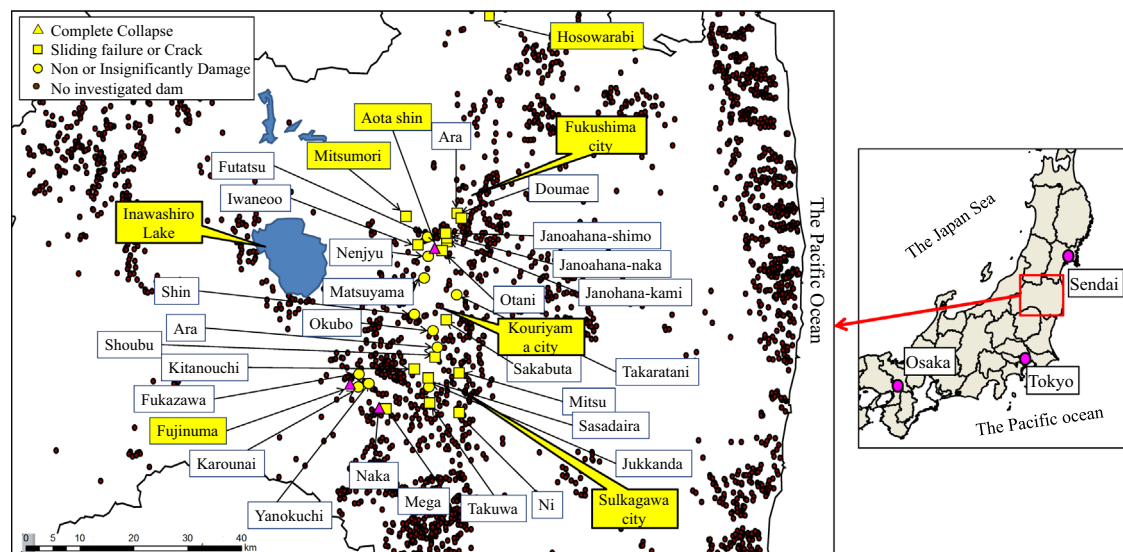 Complete Collapse
Sliding failure or Crack
Non or Insignificantly Damage
No investigated dam
Hosowarabi
Aota shin
Ara
Fukushima
city
Mitsumori
Futatsu
Doumae
Iwaneoo
Inawashiro
Lake
Janoahana-shimo
Nenjyu
Janoahana-naka
Shin
Matsuyama
Otani
Janohana-kami
Ara
Okubo
Kouriyam
a city
Shoubu
Sakabuta
Takaratani
Kitanouchi
Fukazawa
Mitsu
Fujinuma
Sasadaira
Karounai
Jukkanda
Naka
Mega
Takuwa
Ni
Sulkagawa
city
Yanokuchi
0 5 10 20 30 40
km
The Pacific Ocean
The Japan Sea
Sendai
Osaka
Tokyo
The Pacific ocean